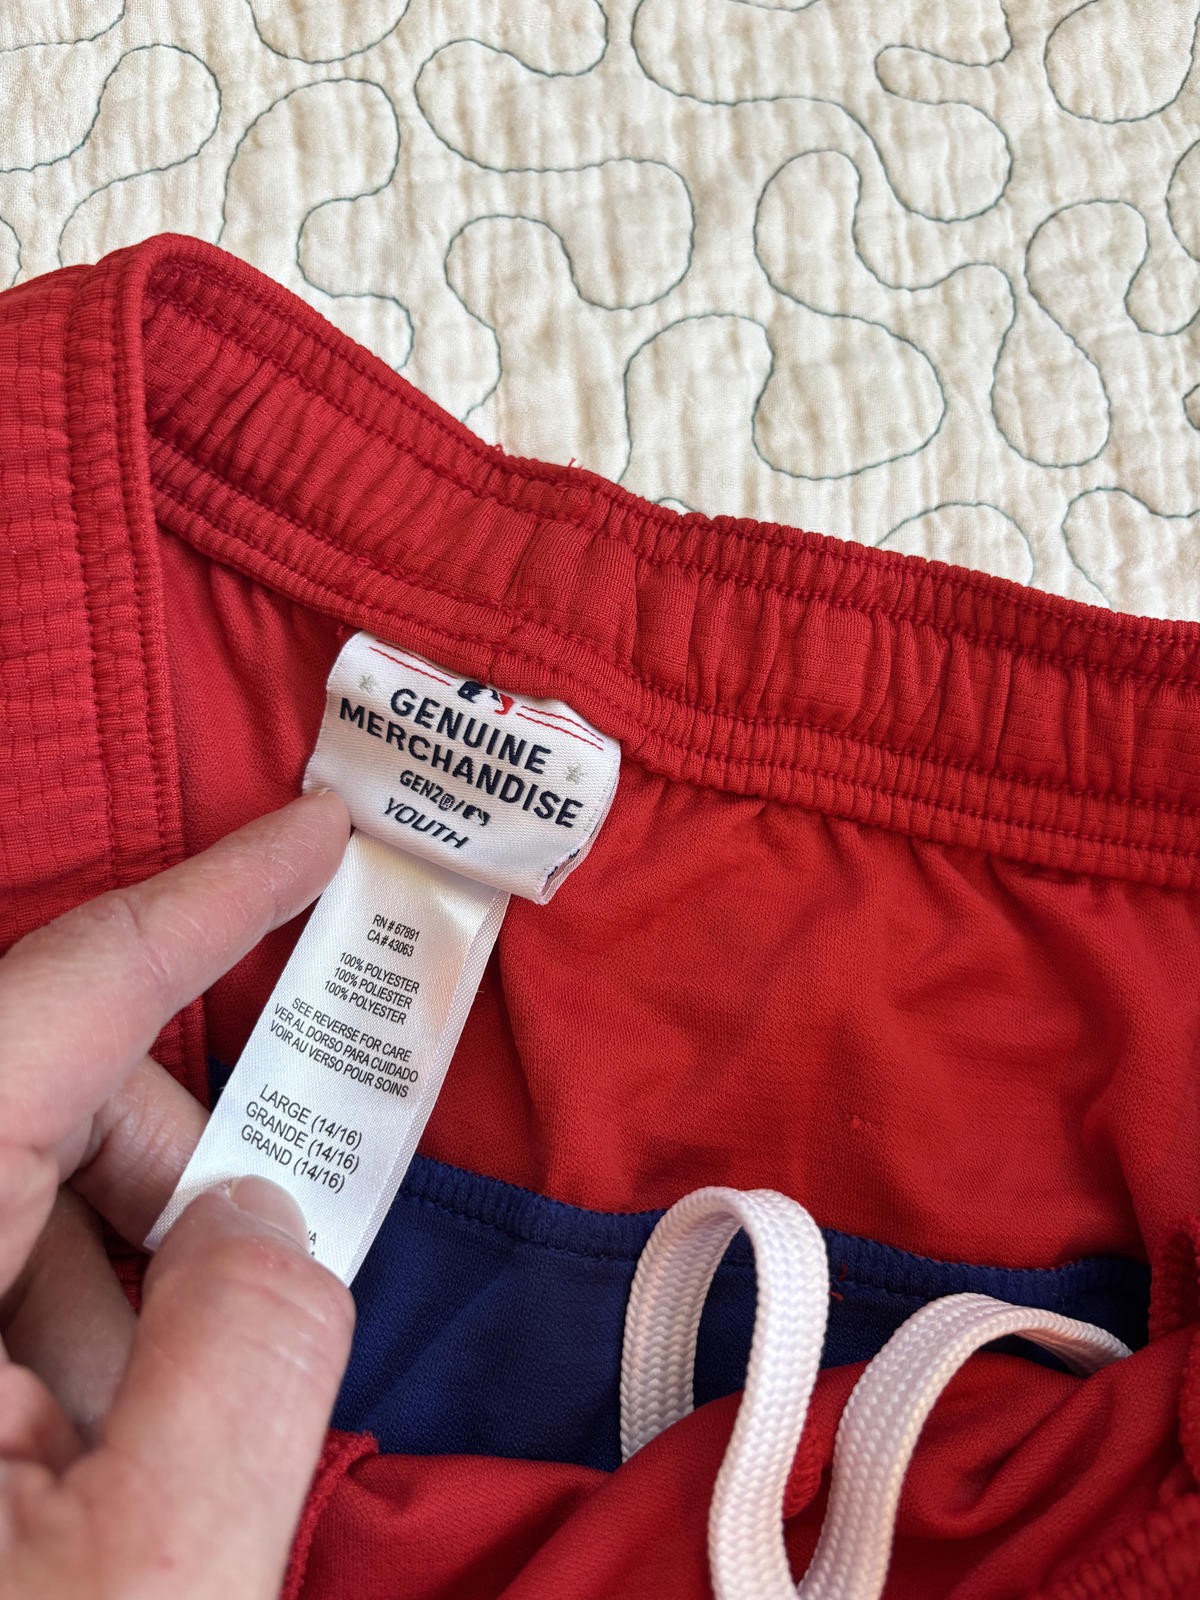 GENUINE
MERCHANDISE
GEN2@/
YOUTH
RN # 67891
CA # 43063
100% POLYESTER
100% POLIESTER
100% POLYESTER
SEE REVERSE FOR CARE
VER AL DORSO PARA CUIDADO
VOIR AU VERSO POUR SOINS
LARGE (14/16)
GRANDE (14/16)
GRAND (14/16)